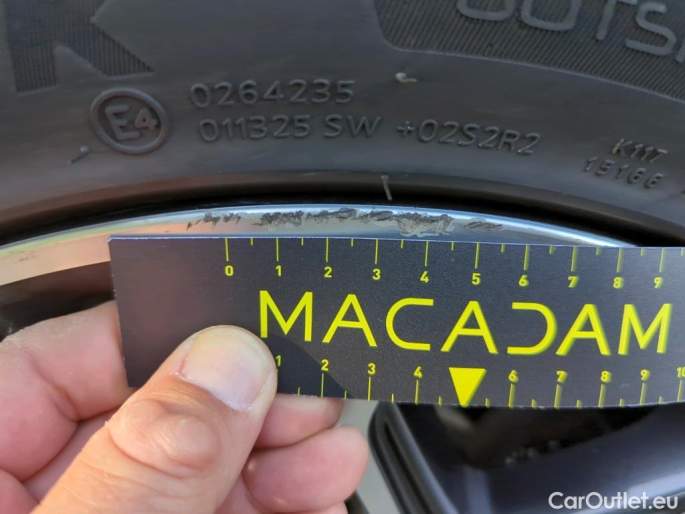 K
OUTSI
0264235
E4
011325 SW +02S2R2
K117
15166
0 1 2 3 4 5 6 7 8 9
MACADAM
1 2 3 4 6 7 8 9 10
CarOutlet.eu